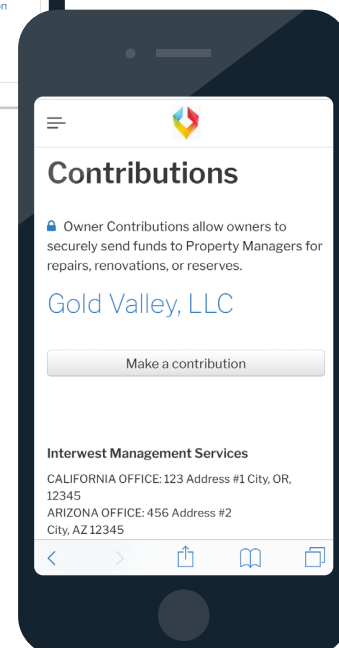 on
Contributions
Owner Contributions allow owners to
securely send funds to Property Managers for
repairs, renovations, or reserves.
Gold Valley, LLC
Make a contribution
Interwest Management Services
CALIFORNIA OFFICE: 123 Address #1 City, OR,
12345
ARIZONA OFFICE: 456 Address #2
City, AZ 12345